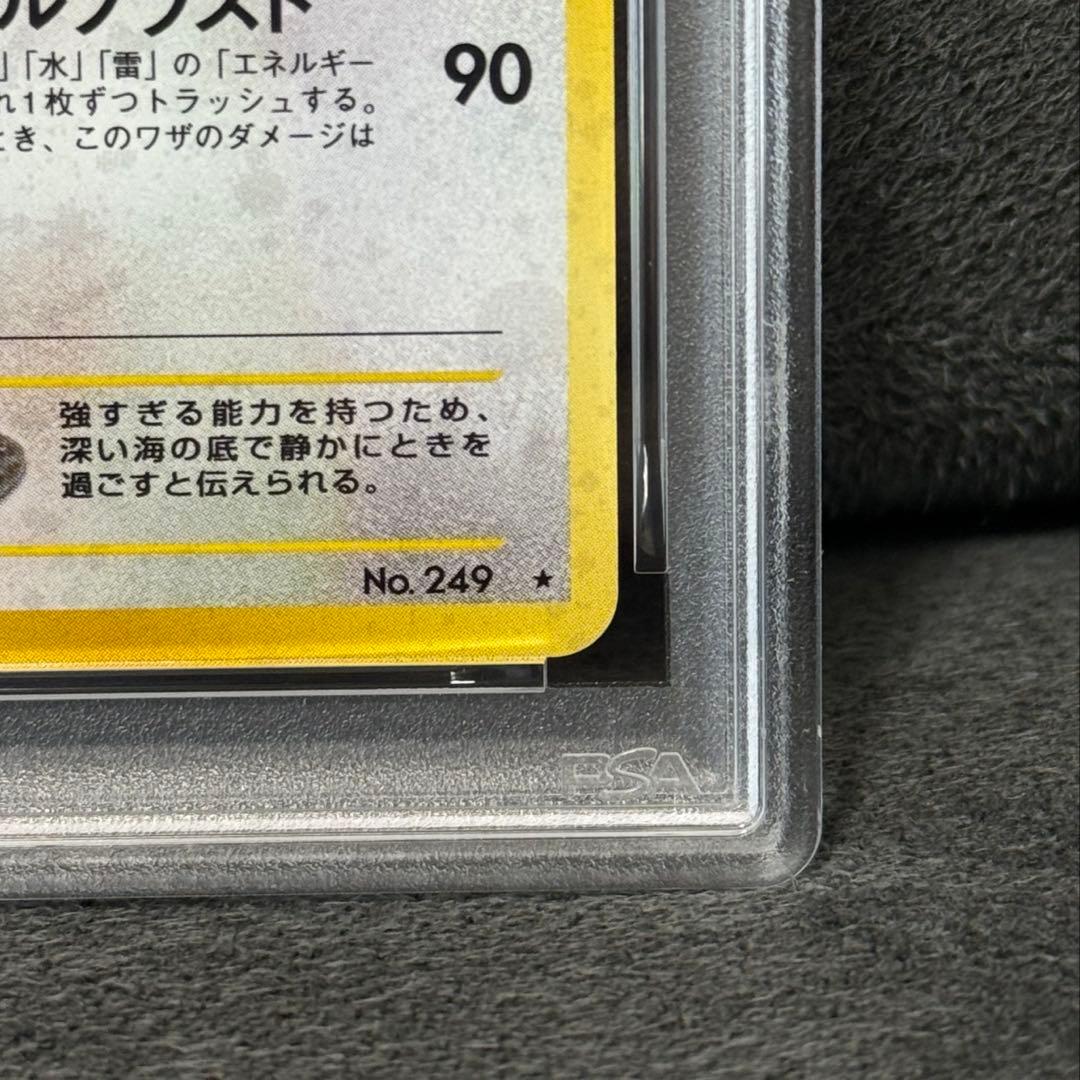 ルブラスト
」「水」「雷」の「エネルギー
れ1枚ずつトラッシュする。
とき、このワザのダメージは
90
強すぎる能力を持つため、
深い海の底で静かにときを
過ごすと伝えられる。
No. 249 ★
PSA